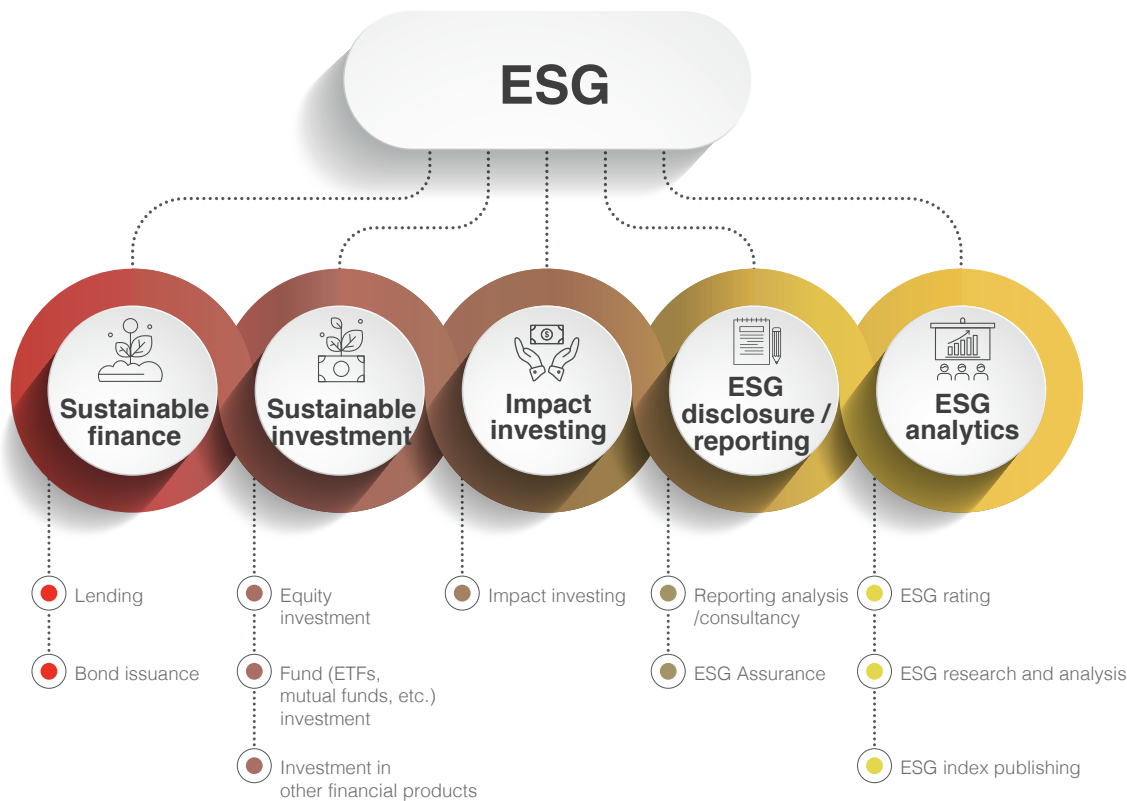 ESG
Sustainable
finance
Sustainable
investment
Impact
investing
ESG
disclosure /
reporting
ESG
analytics
Lending
Bond issuance
Equity
investment
Fund (ETFs,
mutual funds, etc.)
investment
Investment in
other financial products
Impact investing
Reporting analysis
/consultancy
ESG Assurance
ESG rating
ESG research and analysis
ESG index publishing